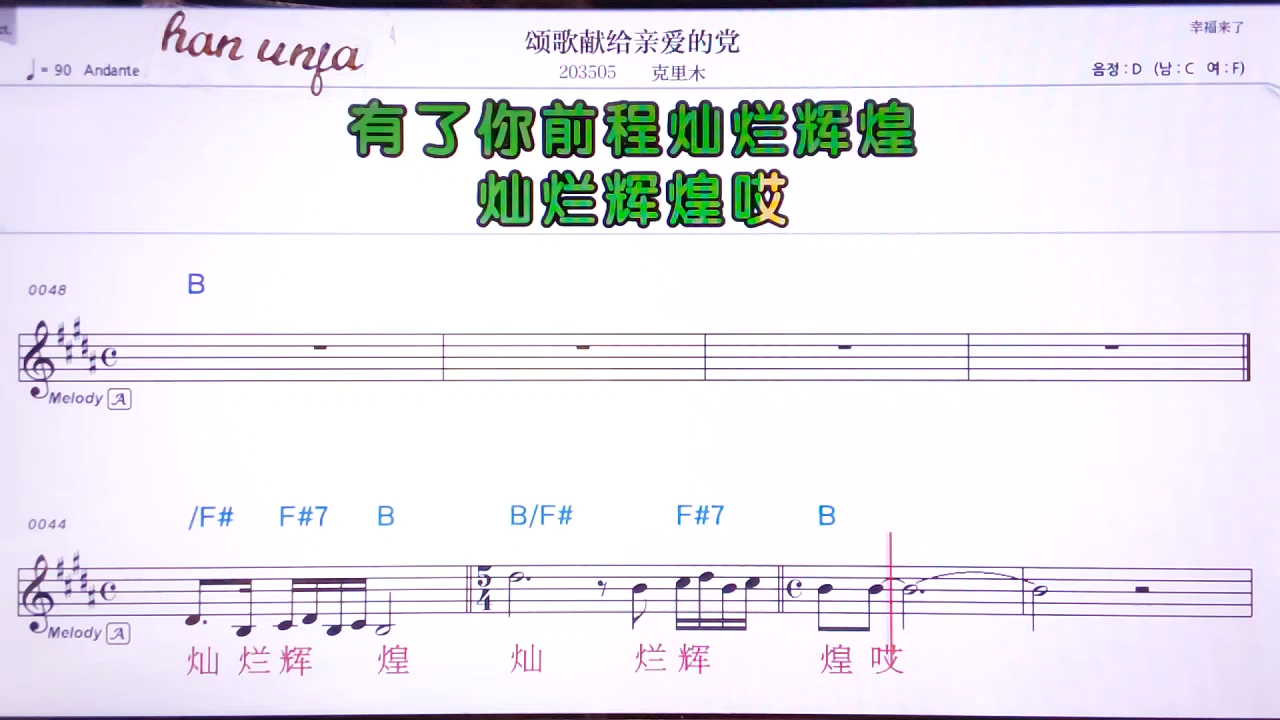 han unfa
颂歌献给亲爱的党
幸福来了
♩= 90 Andante
203505 克里木
음정 : D (남 : C 여 : F)
有了你前程灿烂辉煌
灿烂辉煌哎
0048
B
Melody A
0044
/F# F#7 B B/F# F#7 B
5
4
Melody A
灿 烂 辉 煌 灿 烂 辉 煌 哎